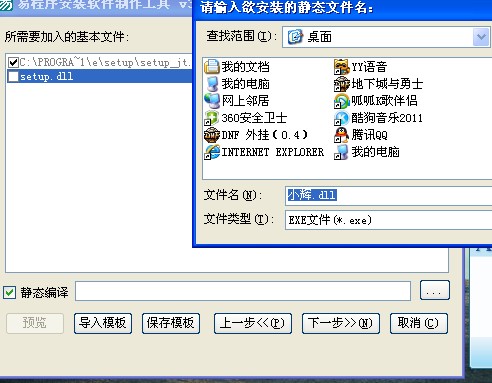 易程序安装软件制作工具 v3
所需要加入的基本文件:
C:\PROGRA~1\e\setup\setup_jt.
setup.dll
静态编译
...
预览
导入模板
保存模板
上一步<<(P)
下一步>>(N)
取消(C)
请输入欲安装的静态文件名:
查找范围(I):
桌面
我的文档
我的电脑
网上邻居
360安全卫士
DNF 外挂(0.4)
INTERNET EXPLORER
YY语音
地下城与勇士
呱呱K歌伴侣
酷狗音乐2011
腾讯QQ
我的电脑
文件名(N):
小辉.dll
文件类型(T):
EXE文件(*.exe)